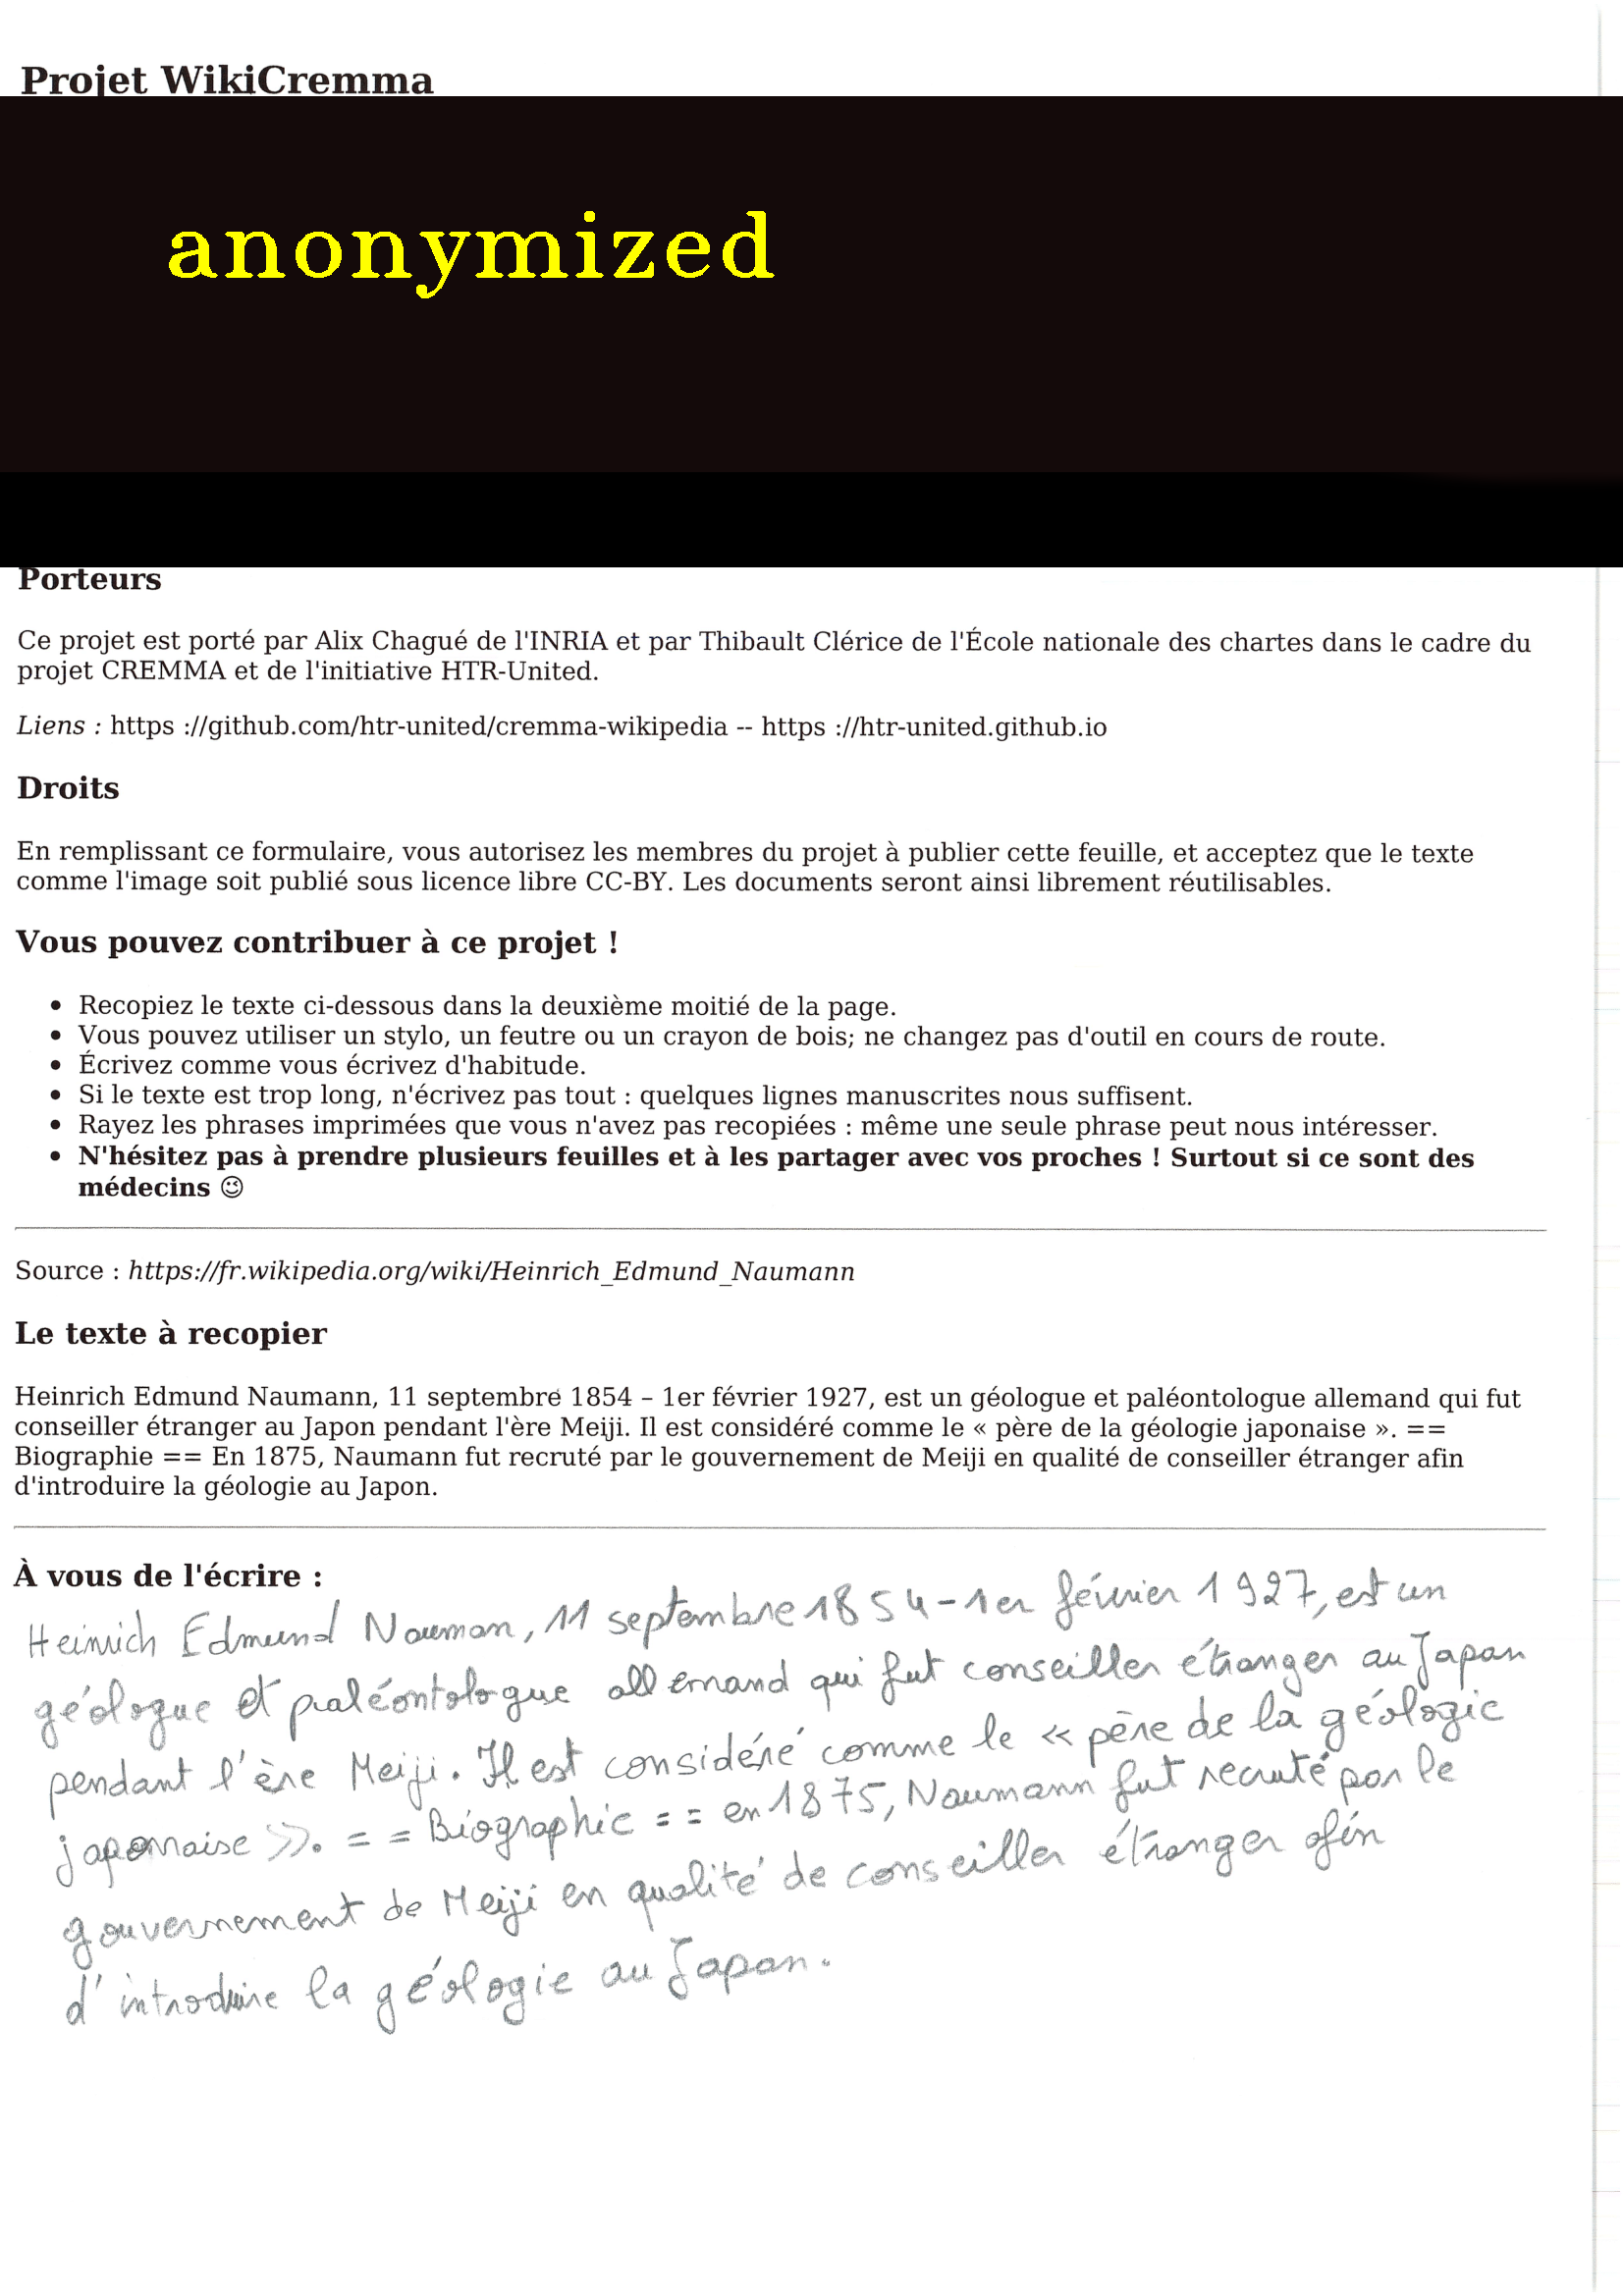 Projet WikiCremma
anonymized
Porteurs
Ce projet est porté par Alix Chagué de l'INRIA et par Thibault Clérice de l'École nationale des chartes dans le cadre du
projet CREMMA et de l'initiative HTR-United.
Liens : https ://github.com/htr-united/cremma-wikipedia -- https ://htr-united.github.io
Droits
En remplissant ce formulaire, vous autorisez les membres du projet à publier cette feuille, et acceptez que le texte
comme l'image soit publié sous licence libre CC-BY. Les documents seront ainsi librement réutilisables.
Vous pouvez contribuer à ce projet !
• Recopiez le texte ci-dessous dans la deuxième moitié de la page.
• Vous pouvez utiliser un stylo, un feutre ou un crayon de bois; ne changez pas d'outil en cours de route.
• Écrivez comme vous écrivez d'habitude.
• Si le texte est trop long, n'écrivez pas tout : quelques lignes manuscrites nous suffisent.
• Rayez les phrases imprimées que vous n'avez pas recopiées : même une seule phrase peut nous intéresser.
• N'hésitez pas à prendre plusieurs feuilles et à les partager avec vos proches ! Surtout si ce sont des
médecins ☺
Source : https://fr.wikipedia.org/wiki/Heinrich_Edmund_Naumann
Le texte à recopier
Heinrich Edmund Naumann, 11 septembre 1854 – 1er février 1927, est un géologue et paléontologue allemand qui fut
conseiller étranger au Japon pendant l'ère Meiji. Il est considéré comme le « père de la géologie japonaise ». ==
Biographie == En 1875, Naumann fut recruté par le gouvernement de Meiji en qualité de conseiller étranger afin
d'introduire la géologie au Japon.
À vous de l'écrire :
Heinrich Edmund Nauman, 11 septembre 1854 - 1er février 1927, est un
géologue et paléontologue allemand qui fut conseiller étranger au Japan
pendant l'ère Meiji. Il est considéré comme le « père de la géologie
japonaise ». == Biographie == en 1875, Naumann fut recruté par le
gouvernement de Meiji en qualité de conseiller étranger afin
d'introduire la géologie au Japan.